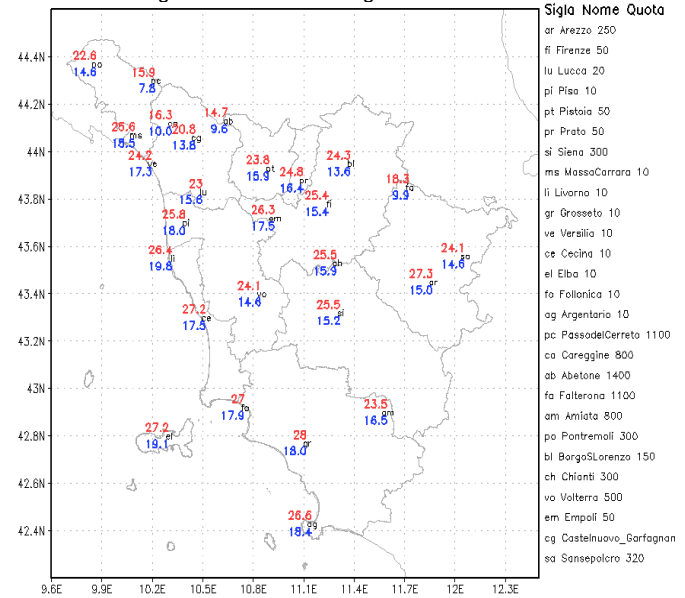 Sigla Nome Quota
ar Arezzo 250
fi Firenze 50
lu Lucca 20
pi Pisa 10
pt Pistoia 50
pr Prato 50
si Siena 300
ms MassaCarrara 10
li Livorno 10
gr Grosseto 10
ve Versilia 10
ce Cecina 10
el Elba 10
fo Follonica 10
ag Argentario 10
pc PassodelCerreto 1100
ca Careggine 800
ab Abetone 1400
fa Falterona 1100
am Amiata 800
po Pontremoli 300
bl BorgoSLorenzo 150
ch Chianti 300
vo Volterra 500
em Empoli 50
cg Castelnuovo_Garfagnan
sa Sansepolcro 320
44.4N
44.2N
44N
43.8N
43.6N
43.4N
43.2N
43N
42.8N
42.6N
42.4N
22.6
po
14.6
15.9
pc
7.8
16.3
ca
10.0
14.7
ab
9.6
25.6
ms
18.5
20.8
cg
13.8
24.2
ve
17.3
23.8
pt
15.9
24.8
pr
16.4
24.3
bl
13.6
18.3
fa
9.9
23
lu
15.6
25.4
fi
15.4
25.8
pi
18.0
26.3
em
17.5
26.4
li
19.8
25.5
ch
15.9
24.1
sa
14.6
27.3
ar
15.0
24.1
vo
14.6
27.2
ce
17.5
25.5
si
15.2
27
fo
17.9
23.5
am
16.5
27.2
el
19.1
28
gr
18.0
26.6
ag
18.4
9.6E 9.9E 10.2E 10.5E 10.8E 11.1E 11.4E 11.7E 12E 12.3E